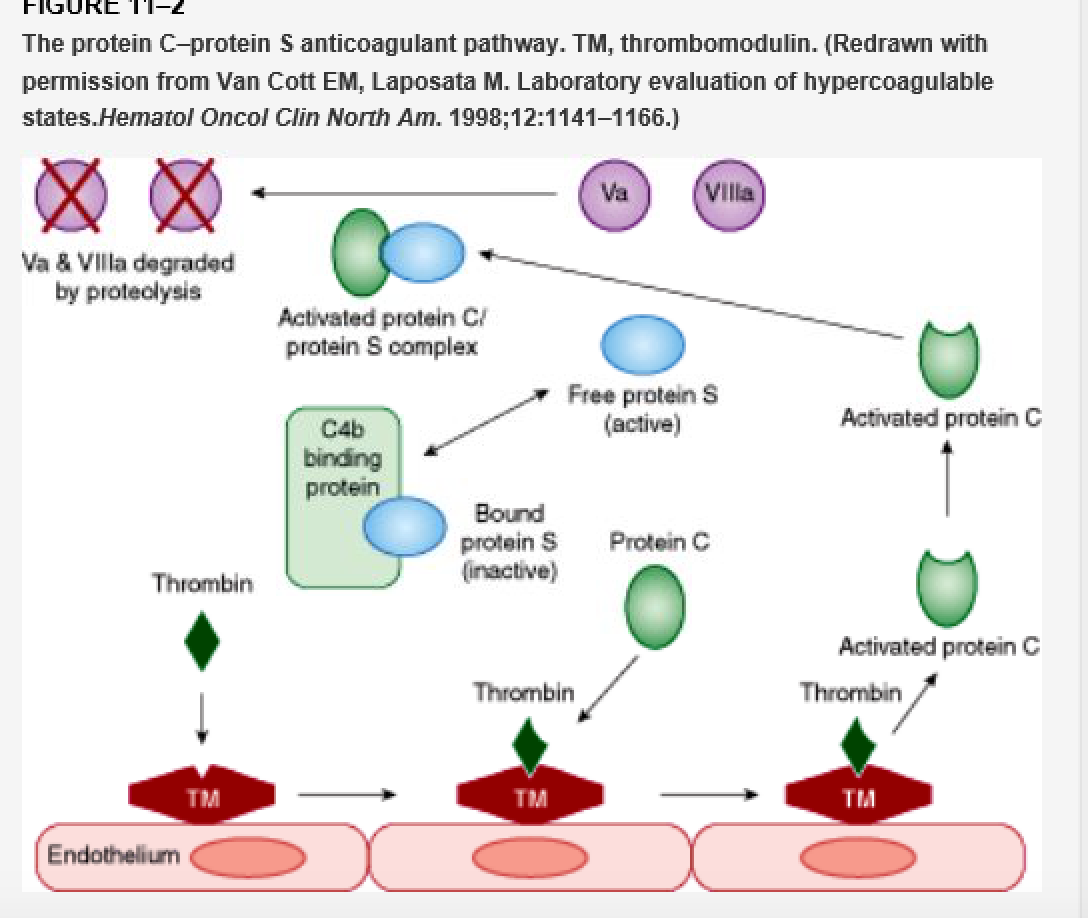 FIGURE 11–2
The protein C–protein S anticoagulant pathway. TM, thrombomodulin. (Redrawn with
permission from Van Cott EM, Laposata M. Laboratory evaluation of hypercoagulable
states.Hematol Oncol Clin North Am. 1998;12:1141–1166.)
Va
VIIIa
Va & VIIIa degraded
by proteolysis
Activated protein C/
protein S complex
Free protein S
(active)
Activated protein C
C4b
binding
protein
Bound
protein S
(inactive)
Protein C
Thrombin
Activated protein C
Thrombin
Thrombin
TM
TM
TM
Endothelium